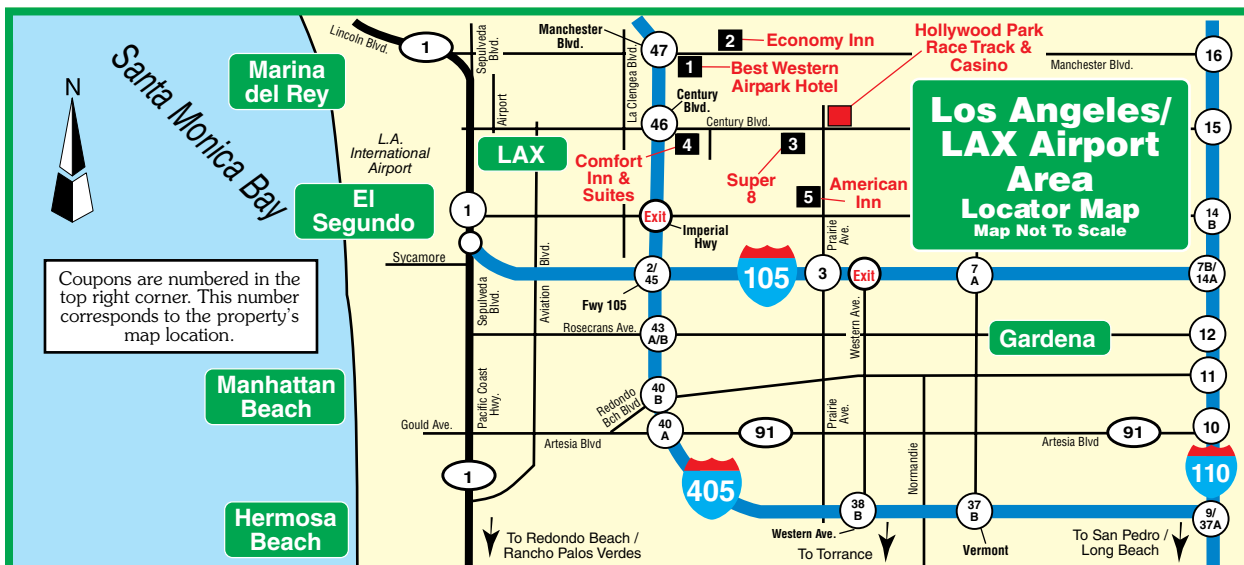 Lincoln Blvd.
1
Sepulveda
Blvd.
Manchester
Blvd.
La Ciengea Blvd.
47
2
Economy Inn
Hollywood Park
Race Track &
Casino
Manchester Blvd.
16
1
Best Western
Airpark Hotel
Santa Monica Bay
Marina
del Rey
N
Airport
Century
Blvd.
46
Century Blvd.
15
Los Angeles/
LAX Airport
Area
Locator Map
Map Not To Scale
L.A.
International
Airport
LAX
4
Comfort
Inn &
Suites
3
Super
8
5
American
Inn
El
Segundo
1
Exit
Imperial
Hwy
Prairie
Ave.
14
B
Sycamore
Coupons are numbered in the
top right corner. This number
corresponds to the property's
map location.
Sepulveda
Blvd.
Aviation Blvd.
2/
45
Fwy 105
105
3
Exit
7
A
7B/
14A
Rosecrans Ave.
43
A/B
Western Ave.
Gardena
12
Manhattan
Beach
Pacific Coast
Hwy.
Redondo
Bch Blvd
40
B
11
Prairie
Ave.
Gould Ave.
Artesia Blvd
40
A
91
Artesia Blvd
91
10
1
405
Normandie
110
Hermosa
Beach
38
B
37
B
9/
37A
To Redondo Beach /
Rancho Palos Verdes
Western Ave.
To Torrance
Vermont
To San Pedro /
Long Beach